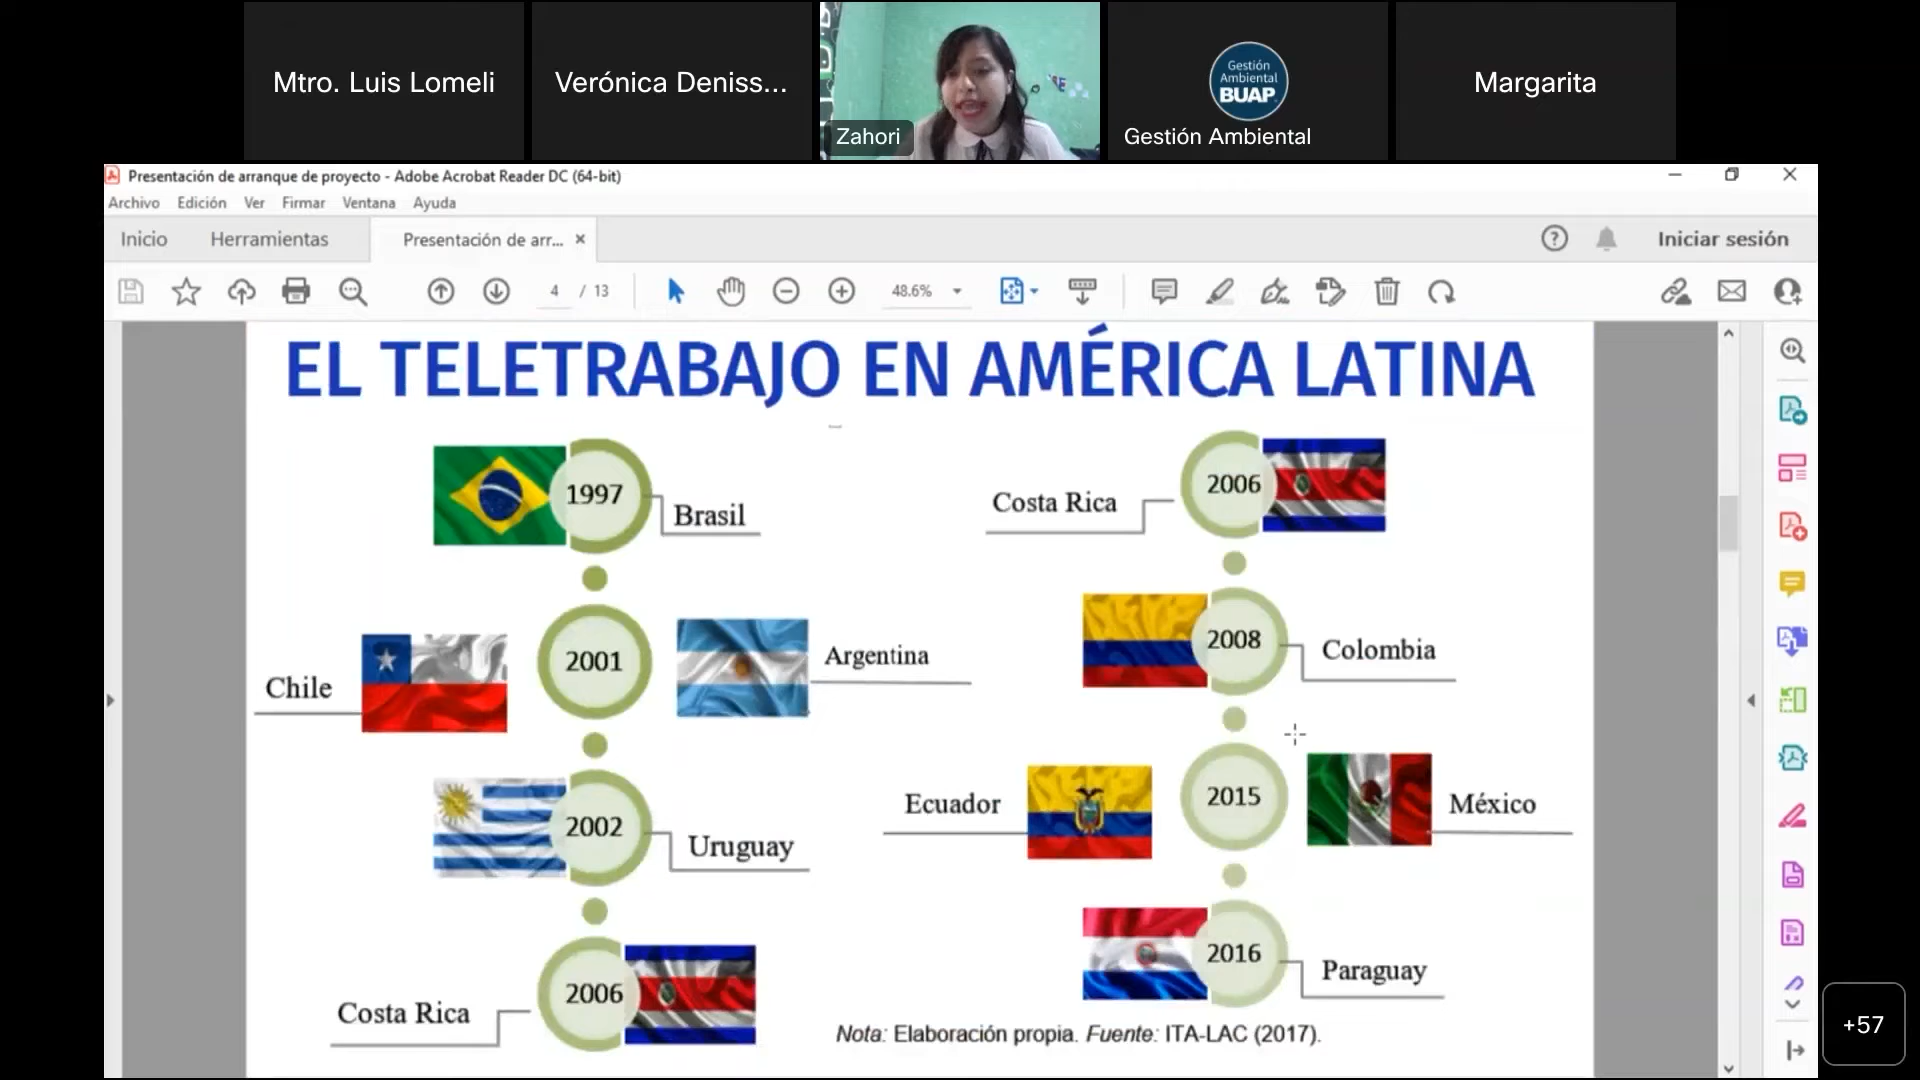 Mtro. Luis Lomeli
Verónica Deniss...
Zahori
Gestión
Ambiental
BUAP
Gestión Ambiental
Margarita
Presentación de arranque de proyecto - Adobe Acrobat Reader DC (64-bit)
Archivo Edición Ver Firmar Ventana Ayuda
Inicio Herramientas Presentación de arr... Iniciar sesión
4 / 13 48.6%
EL TELETRABAJO EN AMÉRICA LATINA
1997
Brasil
Chile
2001
Argentina
2002
Uruguay
Costa Rica
2006
Costa Rica
2006
2008
Colombia
Ecuador
2015
México
2016
Paraguay
Nota: Elaboración propia. Fuente: ITA-LAC (2017).
+57